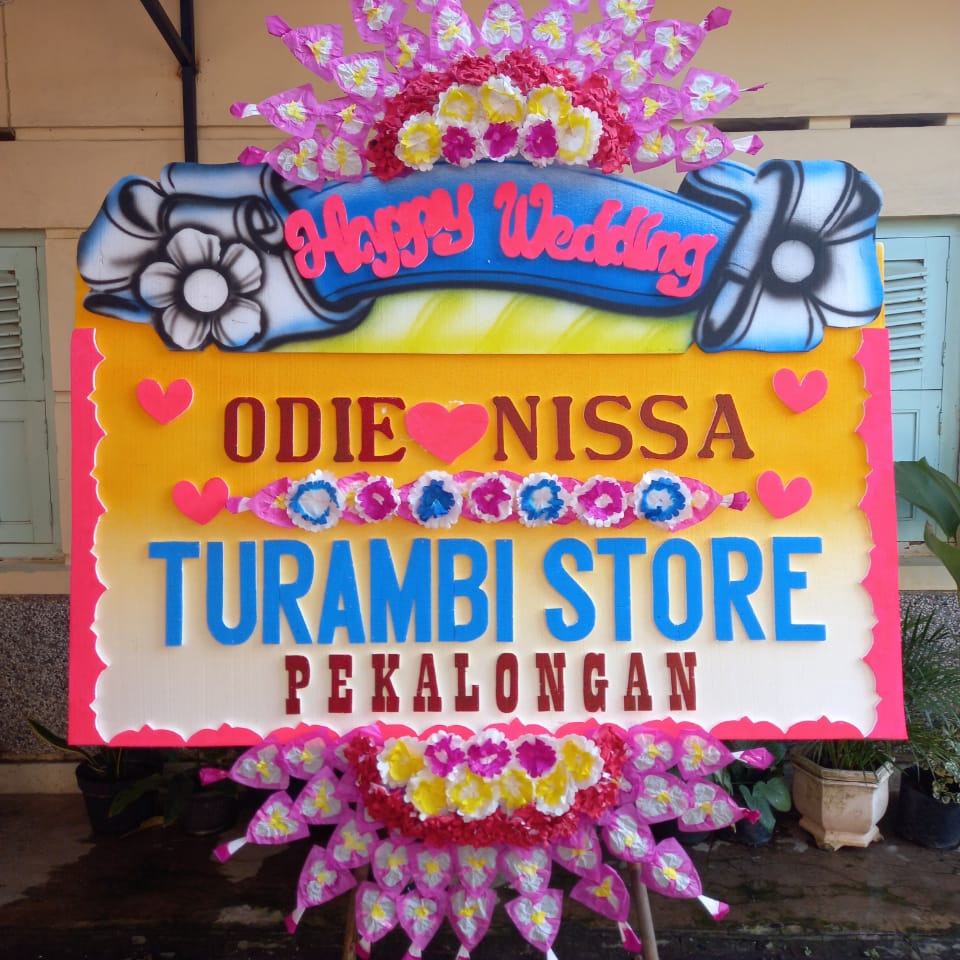 Happy Wedding
ODIE NISSA
TURAMBI STORE
PEKALONGAN